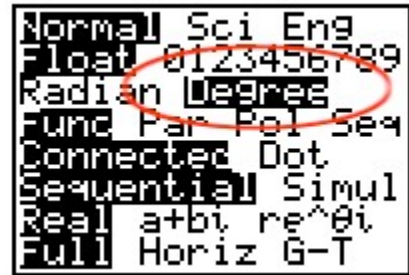 Normal Sci Eng
Float 0123456789
Radian Degree
Func Par Pol Seq
Connected Dot
Sequential Simul
Real a+bi re^θi
Full Horiz G-T